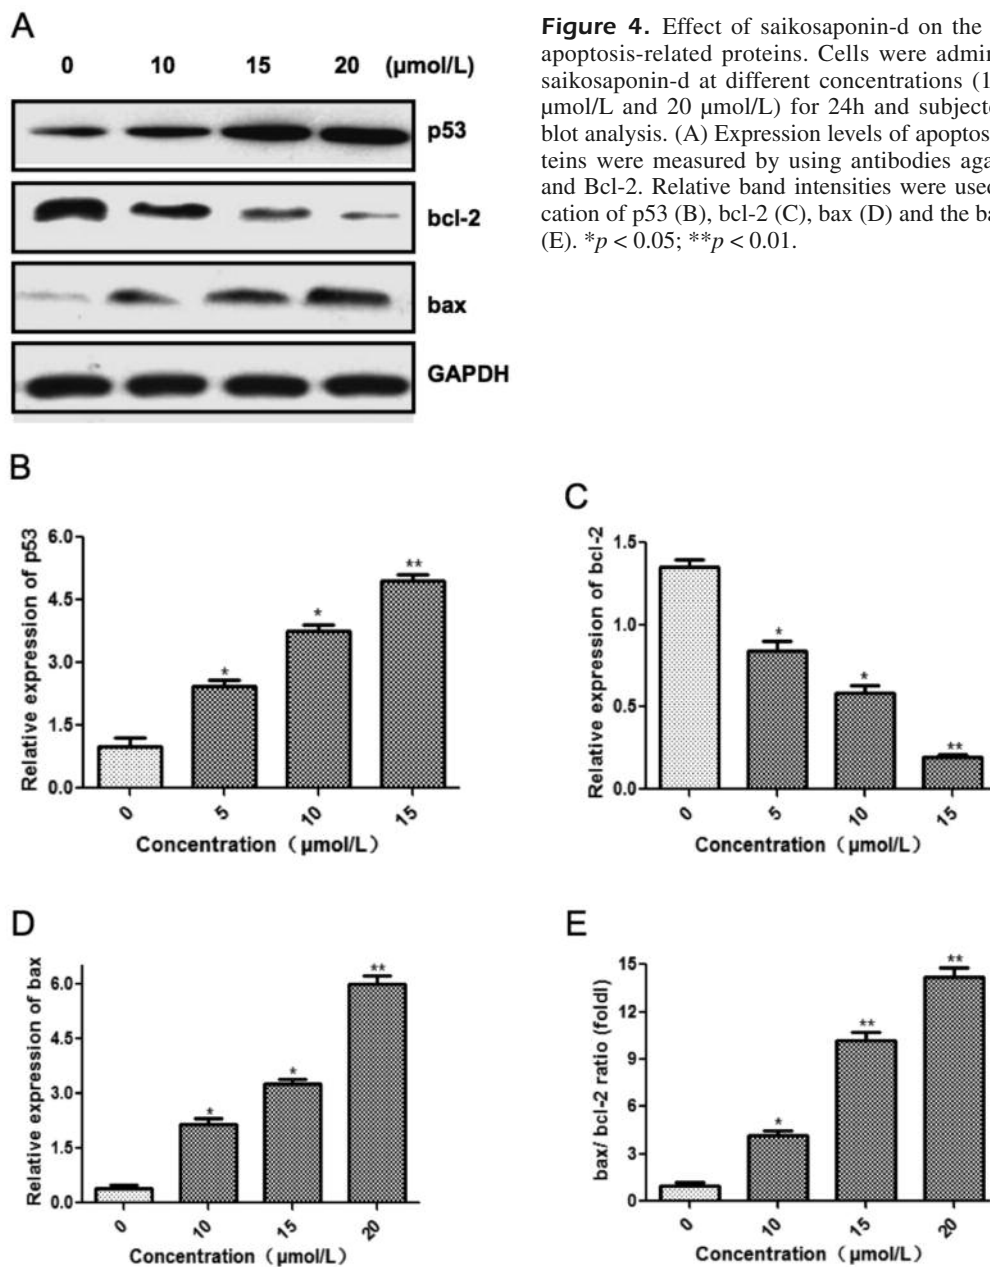 A
0 10 15 20 (µmol/L)
p53
bcl-2
bax
GAPDH
Figure 4. Effect of saikosaponin-d on the
apoptosis-related proteins. Cells were admin
saikosaponin-d at different concentrations (1
µmol/L and 20 µmol/L) for 24h and subjecte
blot analysis. (A) Expression levels of apoptos
teins were measured by using antibodies aga
and Bcl-2. Relative band intensities were used
cation of p53 (B), bcl-2 (C), bax (D) and the ba
(E). *p < 0.05; **p < 0.01.
B
Relative expression of p53
6.0
4.5
3.0
1.5
0.0
* * **
0 5 10 15
Concentration（µmol/L）
C
Relative expression of bcl-2
1.5
1.0
0.5
0.0
* * **
0 5 10 15
Concentration（µmol/L）
D
Relative expression of bax
6.0
4.5
3.0
1.5
0.0
* * **
0 10 15 20
Concentration（µmol/L）
E
bax/ bcl-2 ratio (foldl)
15
12
9
6
3
0
* ** **
0 10 15 20
Concentration（µmol/L）